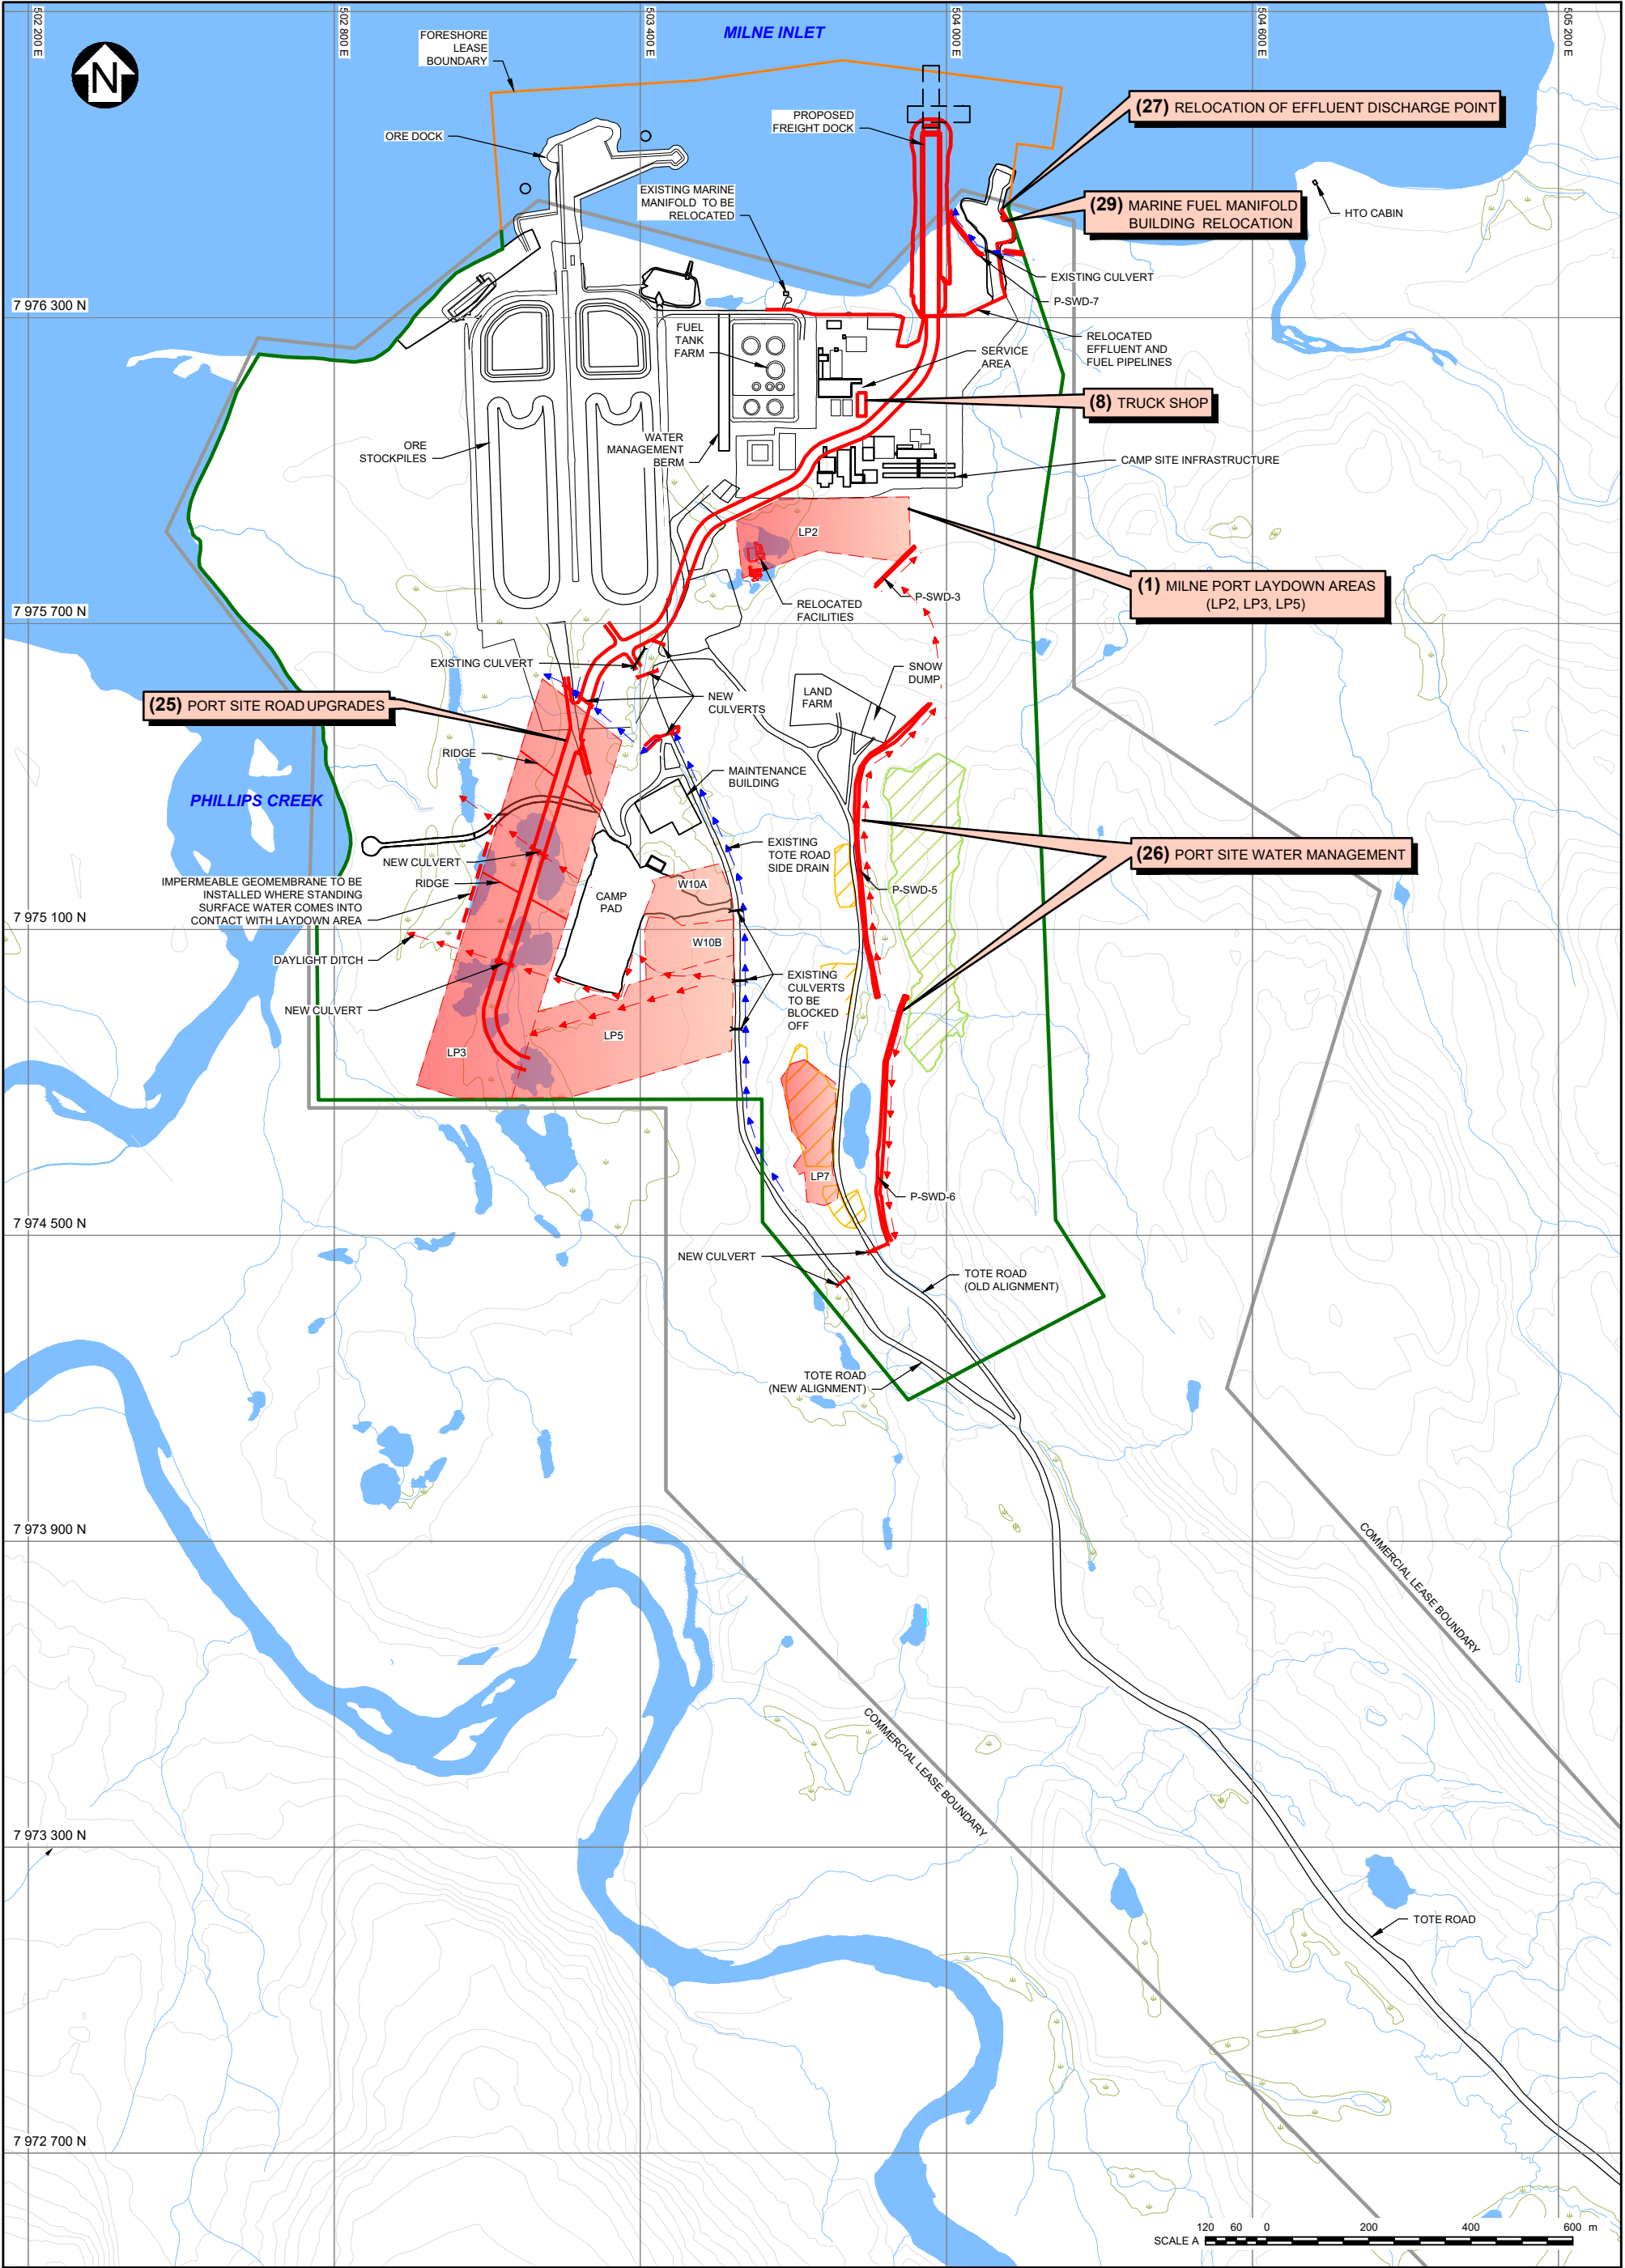 502 200 E
502 800 E
503 400 E
504 000 E
504 600 E
505 200 E
N
MILNE INLET
FORESHORE
LEASE
BOUNDARY
ORE DOCK
PROPOSED
FREIGHT DOCK
(27) RELOCATION OF EFFLUENT DISCHARGE POINT
EXISTING MARINE
MANIFOLD TO BE
RELOCATED
(29) MARINE FUEL MANIFOLD
BUILDING RELOCATION
HTO CABIN
EXISTING CULVERT
P-SWD-7
7 976 300 N
FUEL
TANK
FARM
SERVICE
AREA
RELOCATED
EFFLUENT AND
FUEL PIPELINES
(8) TRUCK SHOP
ORE
STOCKPILES
WATER
MANAGEMENT
BERM
CAMP SITE INFRASTRUCTURE
LP2
(1) MILNE PORT LAYDOWN AREAS
(LP2, LP3, LP5)
P-SWD-3
RELOCATED
FACILITIES
7 975 700 N
EXISTING CULVERT
SNOW
DUMP
LAND
FARM
NEW
CULVERTS
(25) PORT SITE ROAD UPGRADES
RIDGE
MAINTENANCE
BUILDING
PHILLIPS CREEK
NEW CULVERT
EXISTING
TOTE ROAD
SIDE DRAIN
(26) PORT SITE WATER MANAGEMENT
IMPERMEABLE GEOMEMBRANE TO BE
INSTALLED WHERE STANDING
SURFACE WATER COMES INTO
CONTACT WITH LAYDOWN AREA
RIDGE
W10A
CAMP
PAD
P-SWD-5
7 975 100 N
W10B
DAYLIGHT DITCH
EXISTING
CULVERTS
TO BE
BLOCKED
OFF
NEW CULVERT
LP5
LP3
LP7
P-SWD-6
7 974 500 N
NEW CULVERT
TOTE ROAD
(OLD ALIGNMENT)
TOTE ROAD
(NEW ALIGNMENT)
7 973 900 N
COMMERCIAL LEASE BOUNDARY
COMMERCIAL LEASE BOUNDARY
7 973 300 N
TOTE ROAD
7 972 700 N
SCALE A
120 60 0 200 400 600 m